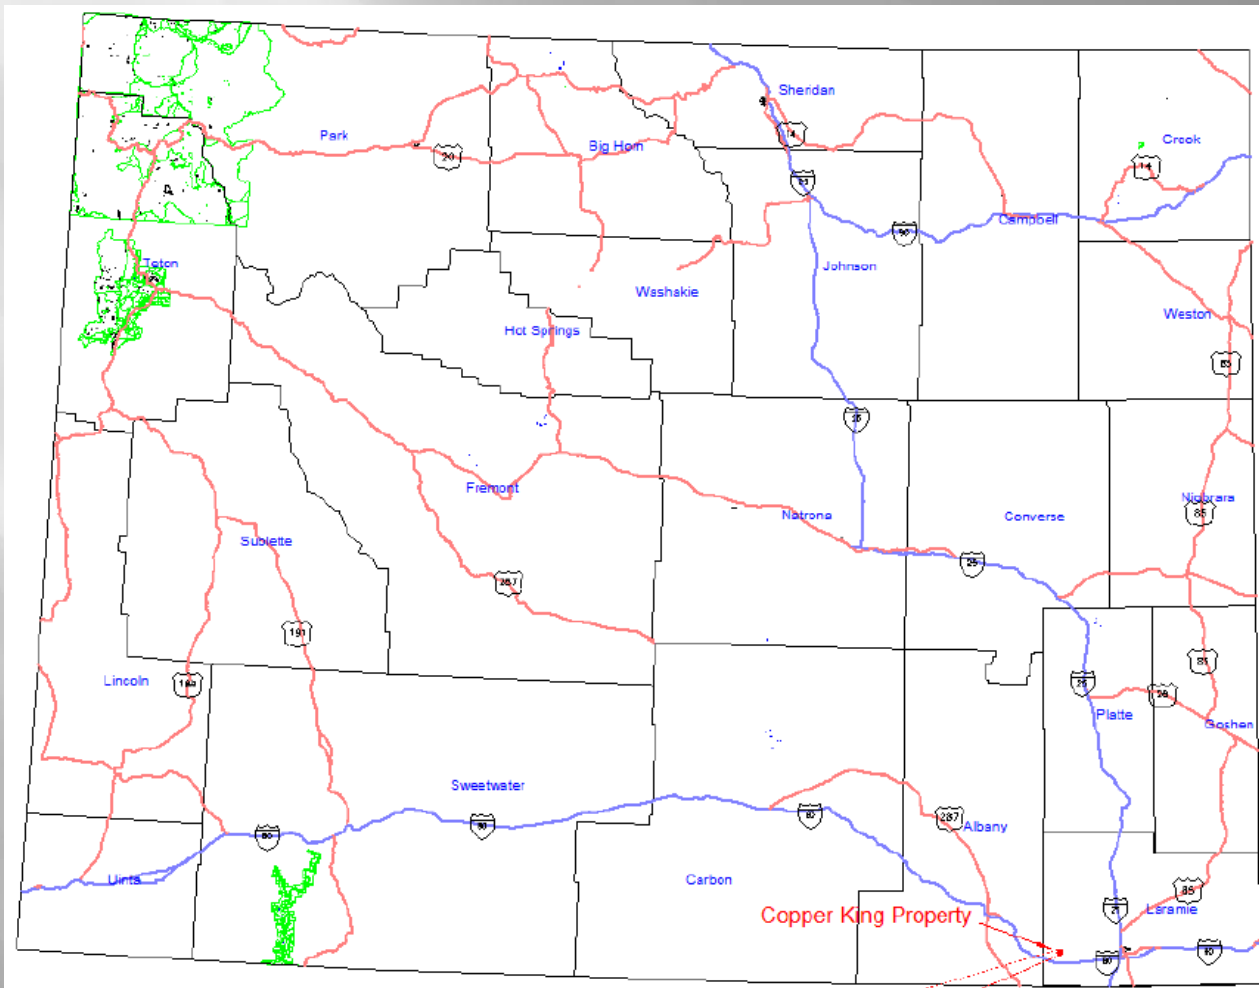 Sheridan
14
Park
Crook
Big Horn
20
14
A
90
Campbell
90
Teton
Johnson
Washakie
Weston
Hot Springs
85
25
Fremont
Natrona
Niobrara
Converse
85
Sublette
25
287
191
85
Lincoln
189
25
26
Platte
Goshen
Sweetwater
80
80
80
287
Albany
Uinta
Carbon
85
25
Laramie
Copper King Property
80
80